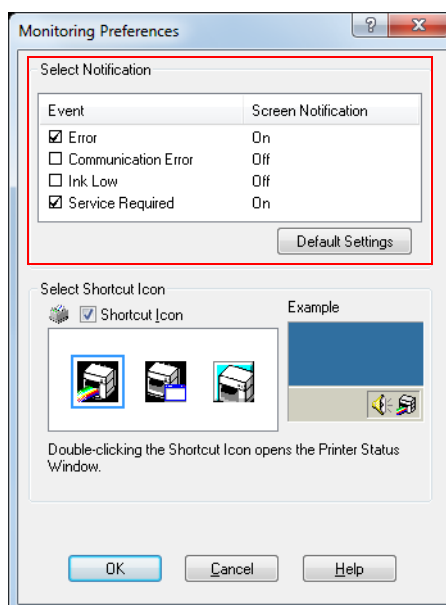 Monitoring Preferences
Select Notification
Event Screen Notification
Error On
Communication Error Off
Ink Low Off
Service Required On
Default Settings
Select Shortcut Icon
Shortcut Icon Example
Double-clicking the Shortcut Icon opens the Printer Status
Window.
OK Cancel Help